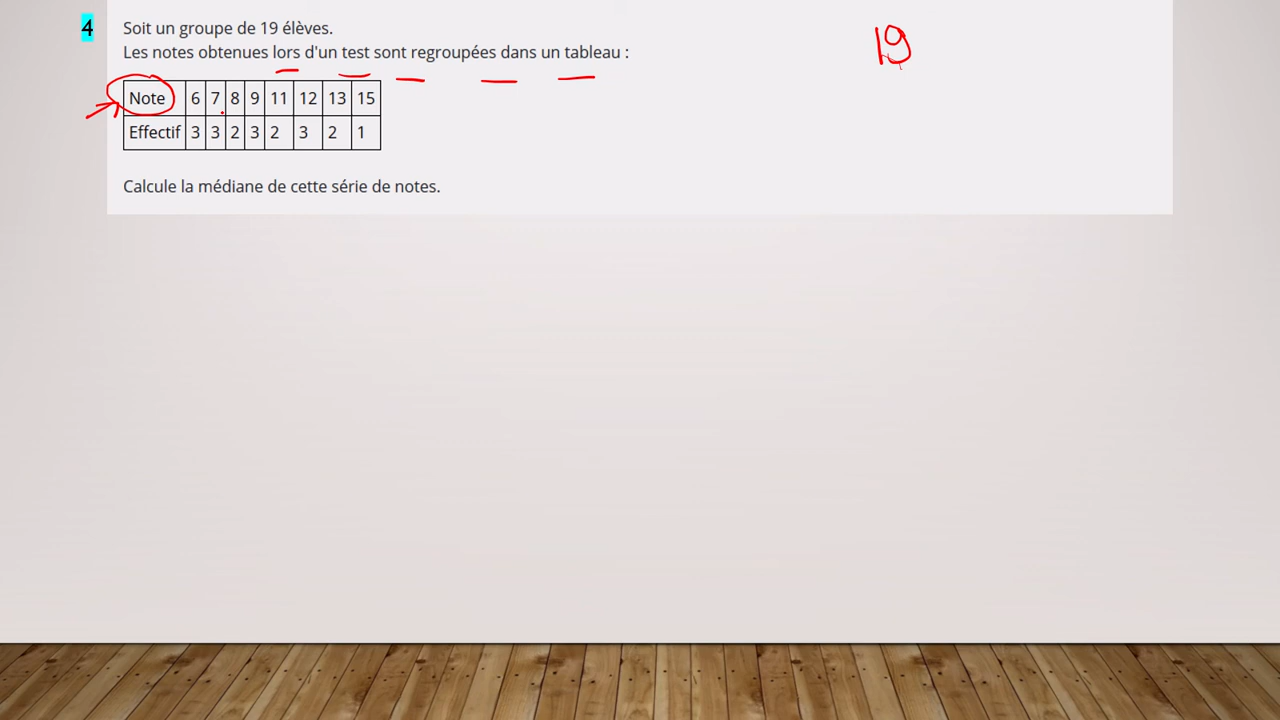 4
Soit un groupe de 19 élèves.
19
Les notes obtenues lors d'un test sont regroupées dans un tableau :
Note 6 7 8 9 11 12 13 15
Effectif 3 3 2 3 2 3 2 1
Calcule la médiane de cette série de notes.